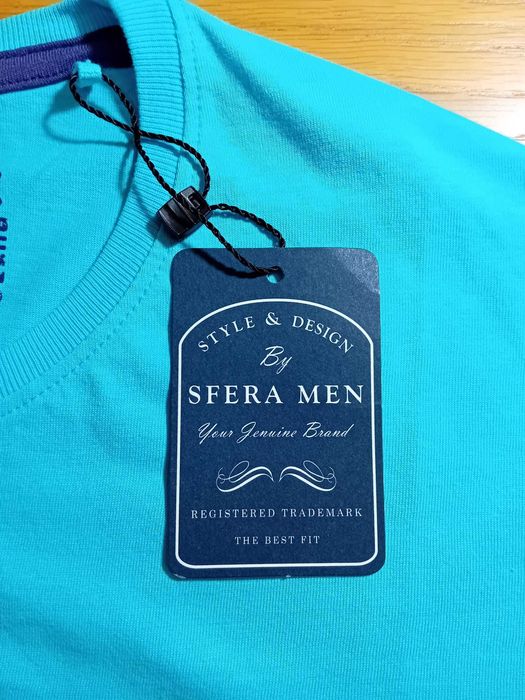 STYLE & DESIGN
By
SFERA MEN
Your Genuine Brand
REGISTERED TRADEMARK
THE BEST FIT